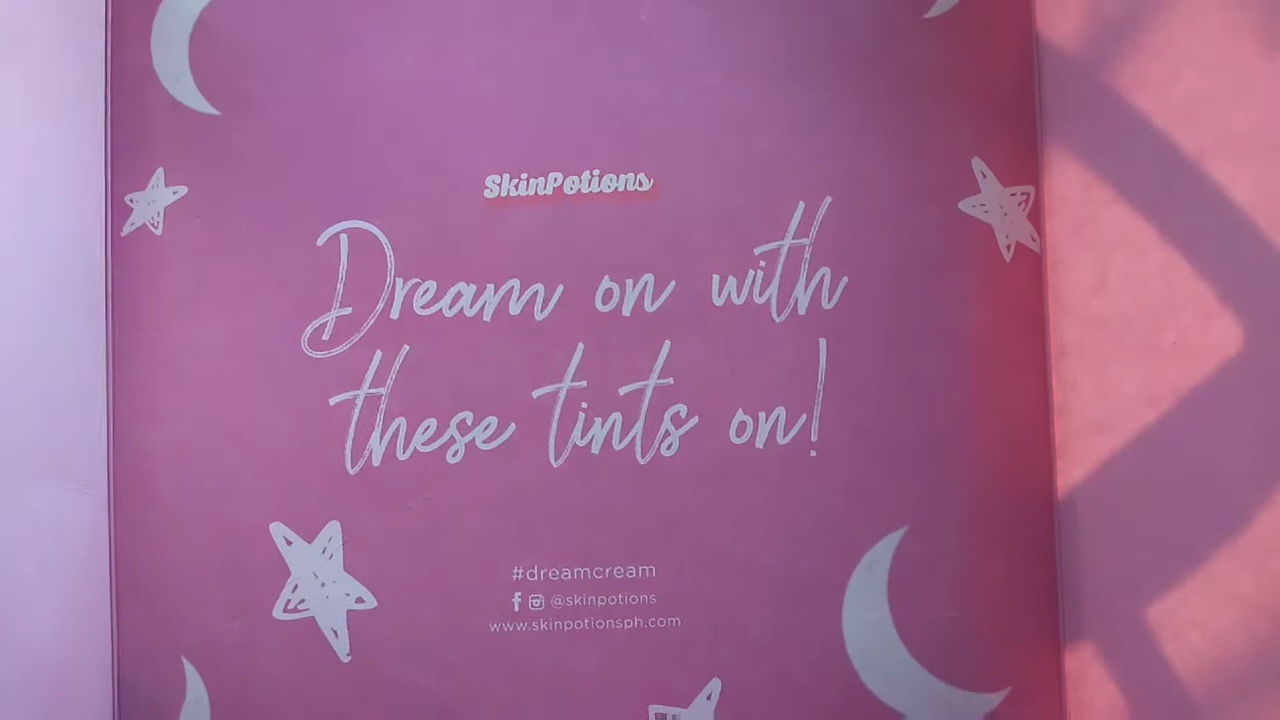 SkinPotions
Dream on with
these tints on!
#dreamcream
@skinpotions
www.skinpotionsph.com